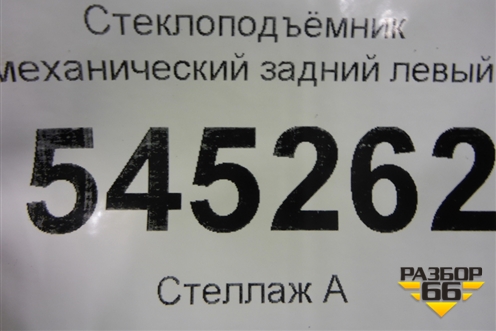 Стеклоподъёмник
механический задний левый
545262
Стеллаж А
РАЗБОР
66